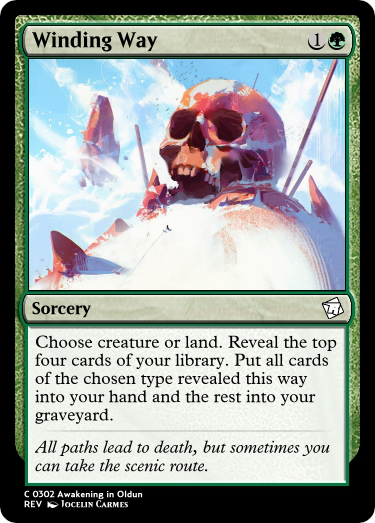 Winding Way 1
Sorcery
Choose creature or land. Reveal the top
four cards of your library. Put all cards
of the chosen type revealed this way
into your hand and the rest into your
graveyard.
All paths lead to death, but sometimes you
can take the scenic route.
C 0302 Awakening in Oldun
REV Jocelin Carmes